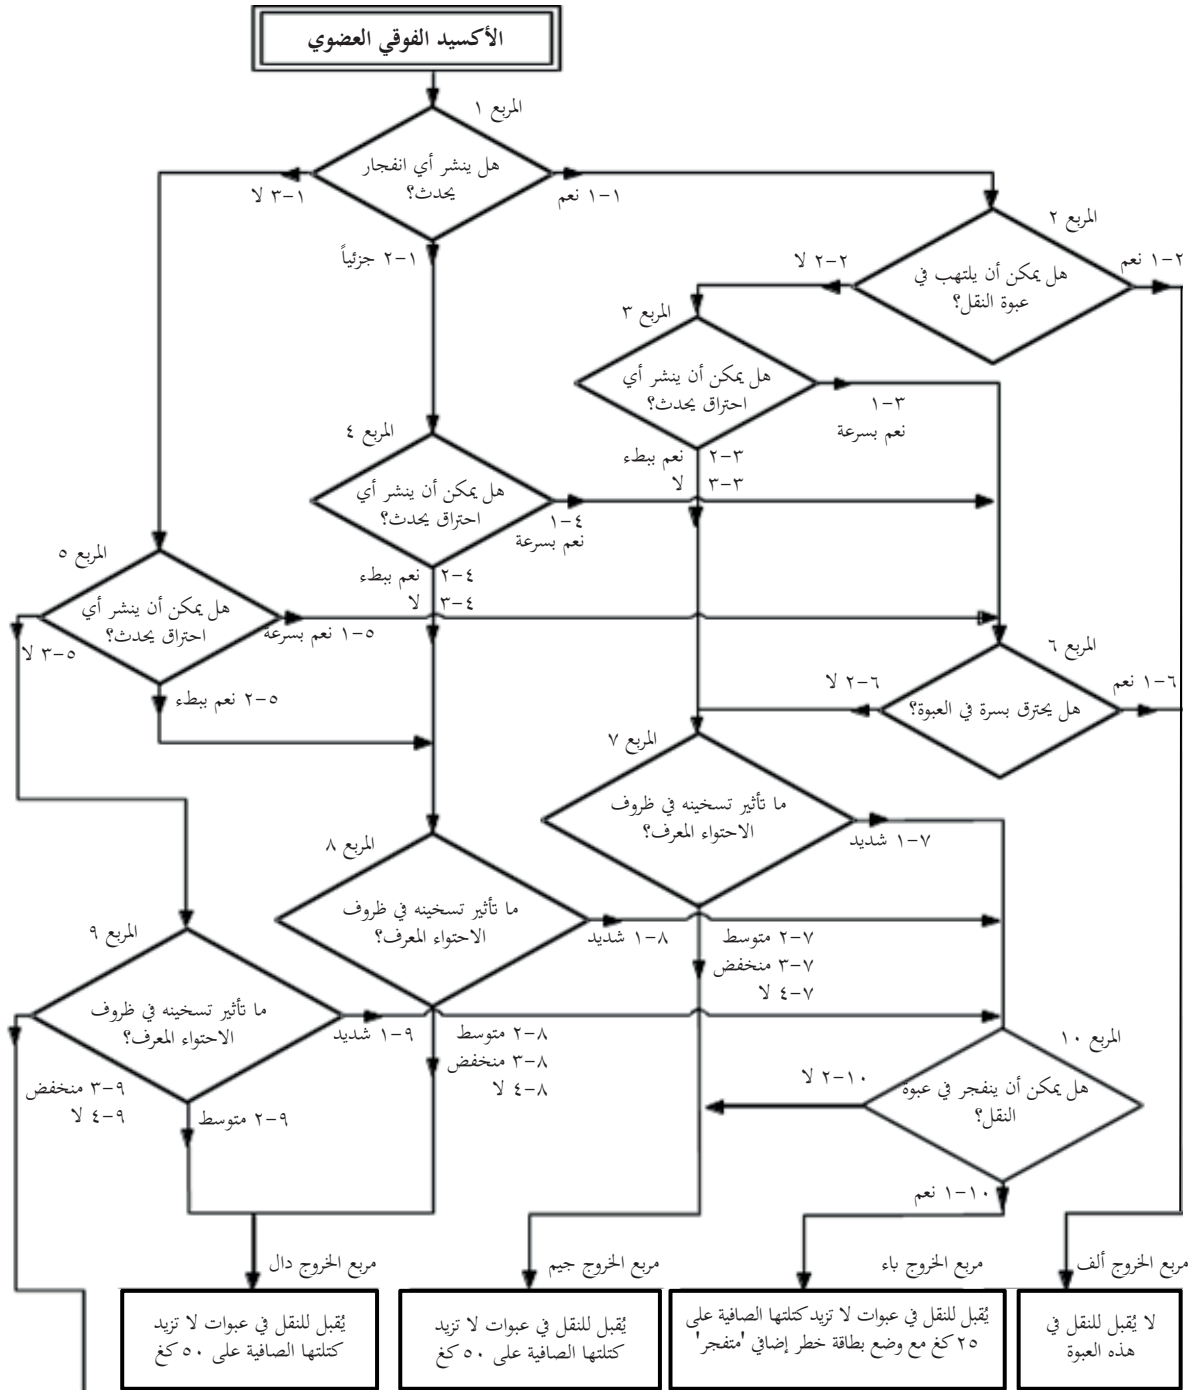 الأكسيد الفوقي العضوي
المربع ١
هل ينشر أي انفجار
يحدث؟
١-١ نعم
١-٣ لا
١-٢ جزئياً
المربع ٢
هل يمكن أن يلتهب في
عبوة النقل؟
٢-١ نعم
٢-٢ لا
المربع ٣
هل يمكن أن ينشر أي
احتراق يحدث؟
٣-١
نعم بسرعة
٣-٢ نعم ببطء
٣-٣ لا
المربع ٤
هل يمكن أن ينشر أي
احتراق يحدث؟
٤-١
نعم بسرعة
٤-٢ نعم ببطء
٤-٣ لا
المربع ٥
هل يمكن أن ينشر أي
احتراق يحدث؟
٥-١ نعم بسرعة
٥-٣ لا
٥-٢ نعم ببطء
المربع ٦
هل يحترق بسرة في العبوة؟
٦-١ نعم
٦-٢ لا
المربع ٧
ما تأثير تسخينه في ظروف
الاحتواء المعرف؟
٧-١ شديد
٧-٢ متوسط
٧-٣ منخفض
٧-٤ لا
المربع ٨
ما تأثير تسخينه في ظروف
الاحتواء المعرف؟
٨-١ شديد
٨-٢ متوسط
٨-٣ منخفض
٨-٤ لا
المربع ٩
ما تأثير تسخينه في ظروف
الاحتواء المعرف؟
٩-١ شديد
٩-٣ منخفض
٩-٤ لا
٩-٢ متوسط
المربع ١٠
هل يمكن أن ينفجر في عبوة
النقل؟
١٠-٢ لا
١٠-١ نعم
مربع الخروج ألف
لا يُقبل للنقل في
هذه العبوة
مربع الخروج باء
يُقبل للنقل في عبوات لا تزيد كتلتها الصافية على
٢٥ كغ مع وضع بطاقة خطر إضافي 'متفجر'
مربع الخروج جيم
يُقبل للنقل في عبوات لا تزيد
كتلتها الصافية على ٥٠ كغ
مربع الخروج دال
يُقبل للنقل في عبوات لا تزيد
كتلتها الصافية على ٥٠ كغ